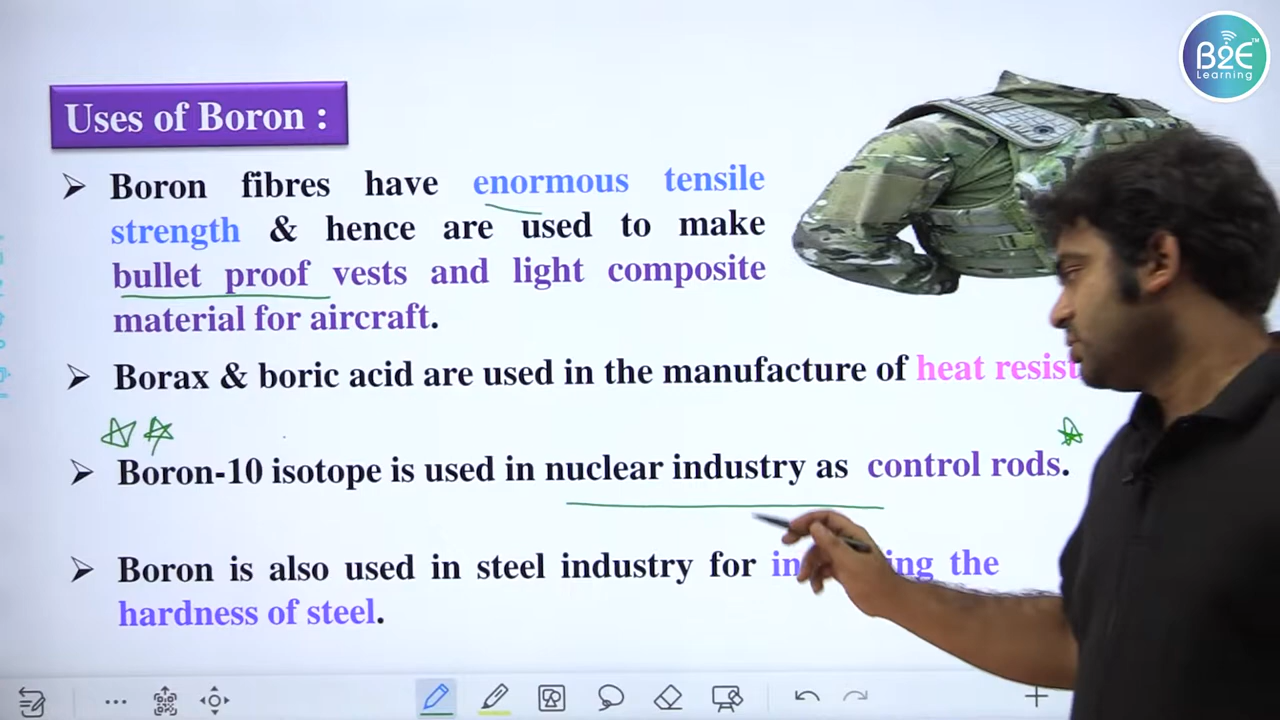 B2E
Learning
Uses of Boron :
Boron fibres have enormous tensile
strength & hence are used to make
bullet proof vests and light composite
material for aircraft.
Borax & boric acid are used in the manufacture of heat resist
Boron-10 isotope is used in nuclear industry as control rods.
Boron is also used in steel industry for the
hardness of steel.